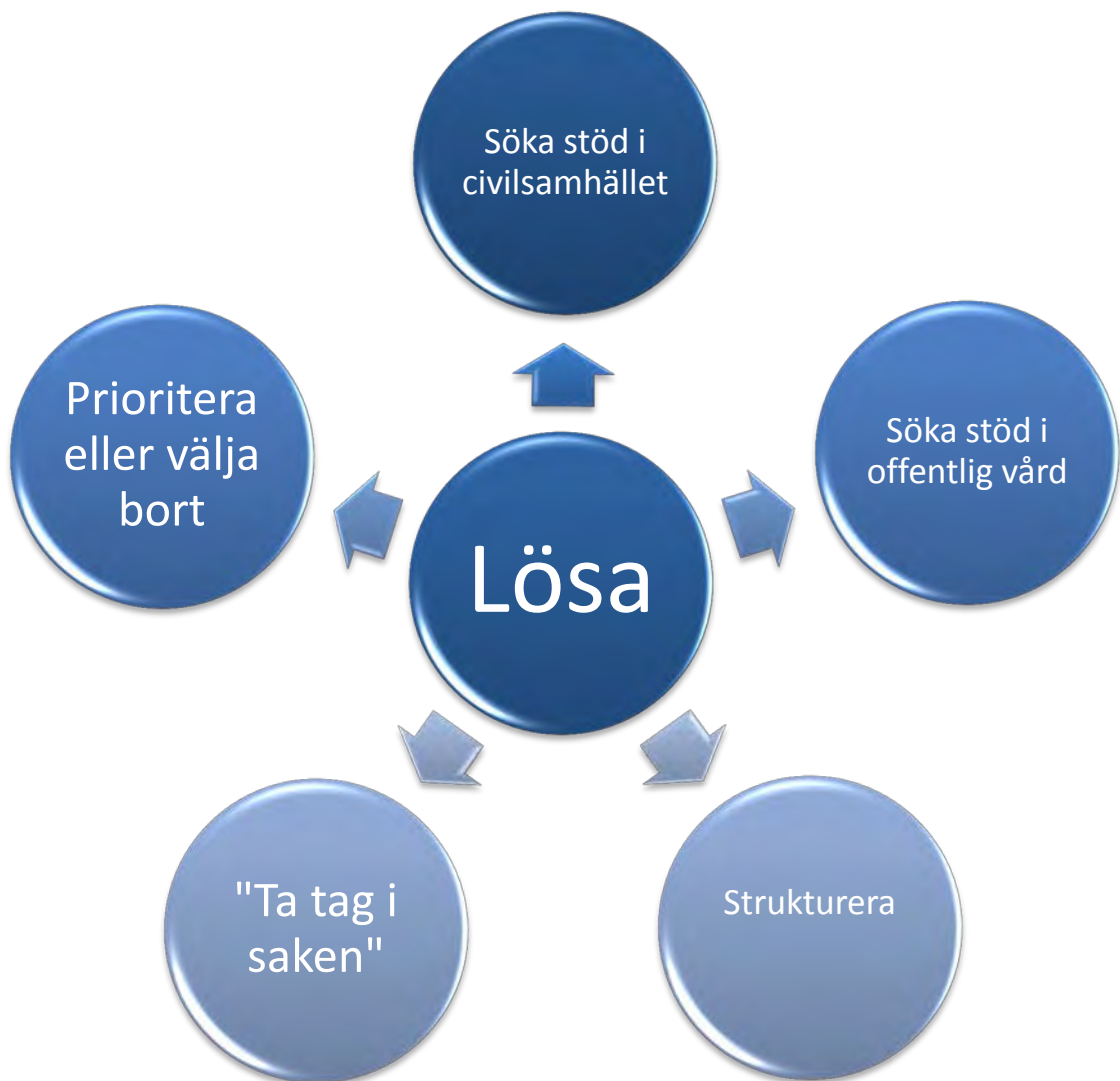 Söka stöd i
civilsamhället
Prioritera
eller välja
bort
Söka stöd i
offentlig vård
Lösa
"Ta tag i
saken"
Strukturera